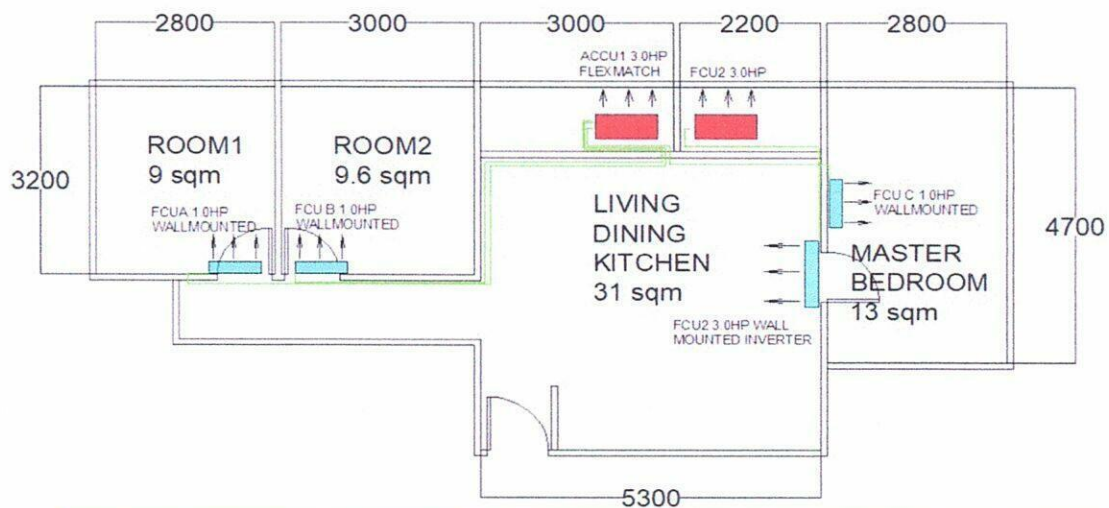 2800
3000
3000
2200
2800
ACCU1 3.0HP
FLEXMATCH
FCU2 3.0HP
ROOM1
9 sqm
ROOM2
9.6 sqm
3200
FCUA 1.0HP
WALLMOUNTED
FCU B 1.0HP
WALLMOUNTED
LIVING
DINING
KITCHEN
31 sqm
FCU C 1.0HP
WALLMOUNTED
4700
MASTER
BEDROOM
13 sqm
FCU2 3.0HP WALL
MOUNTED INVERTER
5300